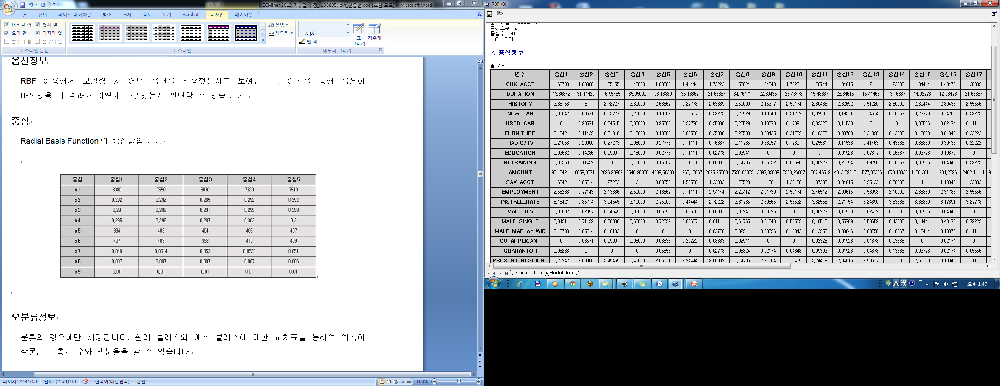 표 도구
ECMiner 2013 매뉴얼 수정_ 130805(kor)_한윤선.doc [호환 모드] - Microsoft Word
홈 삽입 페이지 레이아웃 참조 편지 검토 보기 Acrobat 디자인 레이아웃
머리글 행 첫째 열
요약 행 마지막 열
줄무늬 행 줄무늬 열
표 스타일 옵션
음영
테두리
표 스타일
½ pt
펜 색
표 그리기
지우개
테두리 그리기
옵션정보
RBF 이용해서 모델링 시 어떤 옵션을 사용했는지를 보여줍니다. 이것을 통해 옵션이
바뀌었을 때 결과가 어떻게 바뀌었는지 판단할 수 있습니다.
중심
Radial Basis Function의 중심값입니다.
중심 중심1 중심2 중심3 중심4 중심5
x1 8080 7550 8070 7720 7510
x2 0,292 0,292 0,285 0,292 0,292
x3 0,29 0,299 0,291 0,299 0,299
x4 0,295 0,298 0,287 0,303 0,3
x5 394 403 404 405 407
x6 407 403 398 410 409
x7 0,048 0,0514 0,053 0,0529 0,051
x8 0,007 0,007 0,007 0,007 0,006
x9 0,01 0,01 0,01 0,01 0,01
오분류정보
분류의 경우에만 해당됩니다. 원래 클래스와 예측 클래스에 대한 교차표를 통하여 예측이
잘못된 관측치 수와 백분율을 알 수 있습니다.
페이지: 279/753 단어 수: 68,033 한국어(대한민국) 삽입 160%
RBF (0)
클래스수 : 2
중심수 : 30
람다 : 0.01
2. 중심정보
● 중심
변수 중심1 중심2 중심3 중심4 중심5 중심6 중심7 중심8 중심9 중심10 중심11 중심12 중심13 중심14 중심15 중심16 중심17
CHK_ACCT 1,65789 1,60000 1,95455 1,40000 1,63889 1,44444 1,72222 1,58824 1,54348 1,78261 1,76744 1,34615 2 1,23333 1,94444 1,43478 1,38889
DURATION 13,86842 31,11429 16,95455 35,05000 28,13889 35,16667 21,66667 34,76471 22,30435 28,43478 15,48837 26,84615 15,41463 13,16667 14,02778 12,93478 21,66667
HISTORY 2,63158 3 2,72727 2,30000 2,66667 2,27778 2,63889 2,50000 2,15217 2,52174 2,60465 2,32692 2,51220 2,50000 2,69444 2,80435 2,55556
NEW_CAR 0,36842 0,08571 0,22727 0,20000 0,13889 0,16667 0,22222 0,23529 0,13043 0,21739 0,39535 0,19231 0,14634 0,26667 0,27778 0,34783 0,22222
USED_CAR 0 0,28571 0,04545 0,35000 0,25000 0,27778 0,25000 0,23529 0,10870 0,17391 0,02326 0,11538 0 0 0,05556 0,02174 0,11111
FURNITURE 0,18421 0,11429 0,31818 0,10000 0,13889 0,05556 0,25000 0,20588 0,30435 0,21739 0,16279 0,30769 0,24390 0,13333 0,13889 0,04348 0,22222
RADIO/TV 0,21053 0,20000 0,27273 0,05000 0,27778 0,11111 0,16667 0,11765 0,36957 0,17391 0,25581 0,11538 0,41463 0,43333 0,38889 0,30435 0,22222
EDUCATION 0,02632 0,14286 0,09091 0,15000 0,02778 0,11111 0,02778 0,02941 0 0 0 0,01923 0,07317 0,06667 0,02778 0,10870 0
RETRAINING 0,05263 0,11429 0 0,15000 0,16667 0,11111 0,08333 0,14706 0,06522 0,08696 0,06977 0,21154 0,09756 0,06667 0,05556 0,04348 0,22222
AMOUNT 921,84211 6059,85714 2026,90909 8540,90000 4639,58333 11963,16667 2825,25000 7526,05882 3097,32609 5258,26087 1287,46512 4013,59615 1577,85366 1078,13333 1480,36111 1204,28261 2482,11111 9
SAV_ACCT 1,68421 0,85714 1,27273 2 0,80556 1,55556 1,33333 1,73529 1,41304 1,39130 1,37209 0,84615 0,95122 0,60000 1 1,13043 1,33333
EMPLOYMENT 2,55263 2,77143 2,13636 2,50000 2,16667 2,11111 2,94444 2,29412 2,21739 2,52174 2,46512 2,09615 2,56098 2,10000 2,38889 2,34783 2,55556
INSTALL_RATE 3,18421 2,85714 3,04545 2,10000 2,75000 2,44444 2,72222 2,61765 2,69565 2,56522 3,32558 2,71154 3,24390 3,63333 3,38889 3,17391 3,27778
MALE_DIV 0,02632 0,02857 0,04545 0,05000 0,05556 0,05556 0,08333 0,02941 0,08696 0 0,06977 0,11538 0,02439 0,03333 0,05556 0,04348 0
MALE_SINGLE 0,34211 0,71429 0,50000 0,65000 0,72222 0,66667 0,61111 0,61765 0,54348 0,56522 0,46512 0,55769 0,53659 0,43333 0,44444 0,43478 0,72222
MALE_MAR_or_WID 0,15789 0,05714 0,18182 0 0 0 0,02778 0,02941 0,08696 0,13043 0,13953 0,03846 0,09756 0,16667 0,19444 0,10870 0,11111
CO-APPLICANT 0 0,08571 0,09091 0,05000 0,08333 0,22222 0,08333 0,02941 0 0 0,02326 0,01923 0,04878 0,03333 0 0,02174 0
GUARANTOR 0,05263 0 0 0 0,05556 0 0,02778 0,08824 0,02174 0,04348 0,09302 0,01923 0,04878 0,13333 0,02778 0,02174 0,05556
PRESENT_RESIDENT 2,78947 2,80000 2,45455 2,40000 2,86111 2,94444 2,88889 3,14706 2,91304 3,30435 2,74419 2,84615 2,58537 3,03333 2,58333 3,13043 3,11111
General Info Model Info
A 漢 오후 1:47